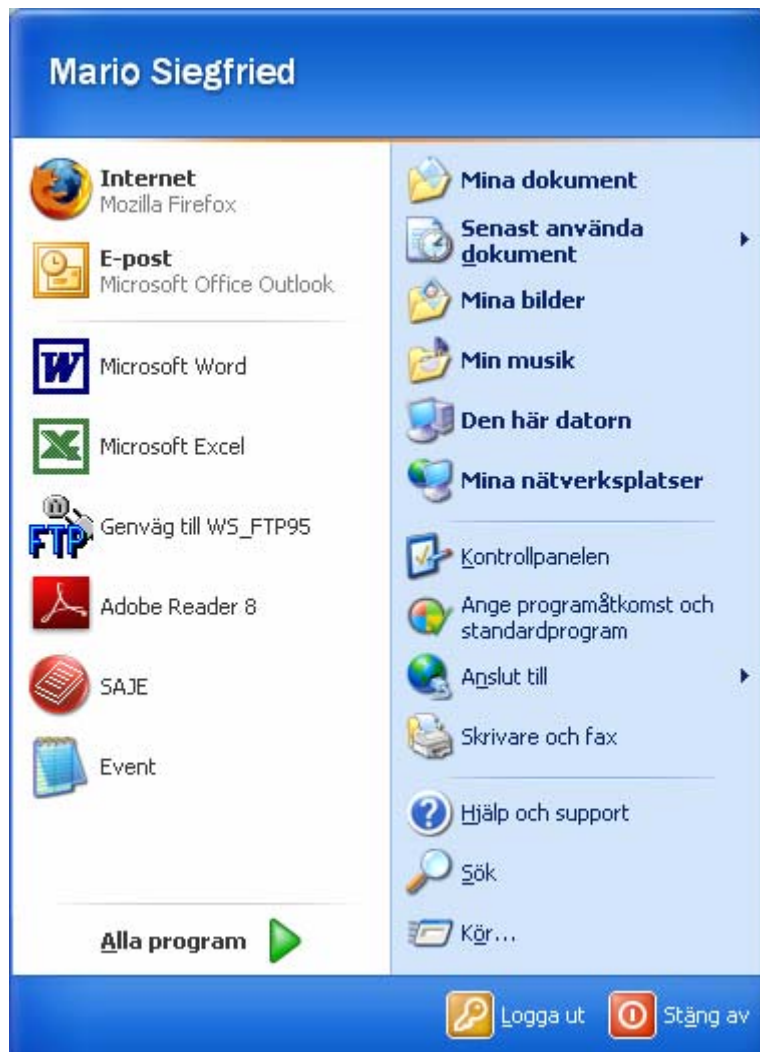 Mario Siegfried
Internet
Mozilla Firefox
E-post
Microsoft Office Outlook
Microsoft Word
Microsoft Excel
FTP
Genväg till WS_FTP95
Adobe Reader 8
SAJE
Event
Alla program
Mina dokument
Senast använda
dokument
Mina bilder
Min musik
Den här datorn
Mina nätverksplatser
Kontrollpanelen
Ange programåtkomst och
standardprogram
Anslut till
Skrivare och fax
Hjälp och support
Sök
Kör...
Logga ut
Stäng av